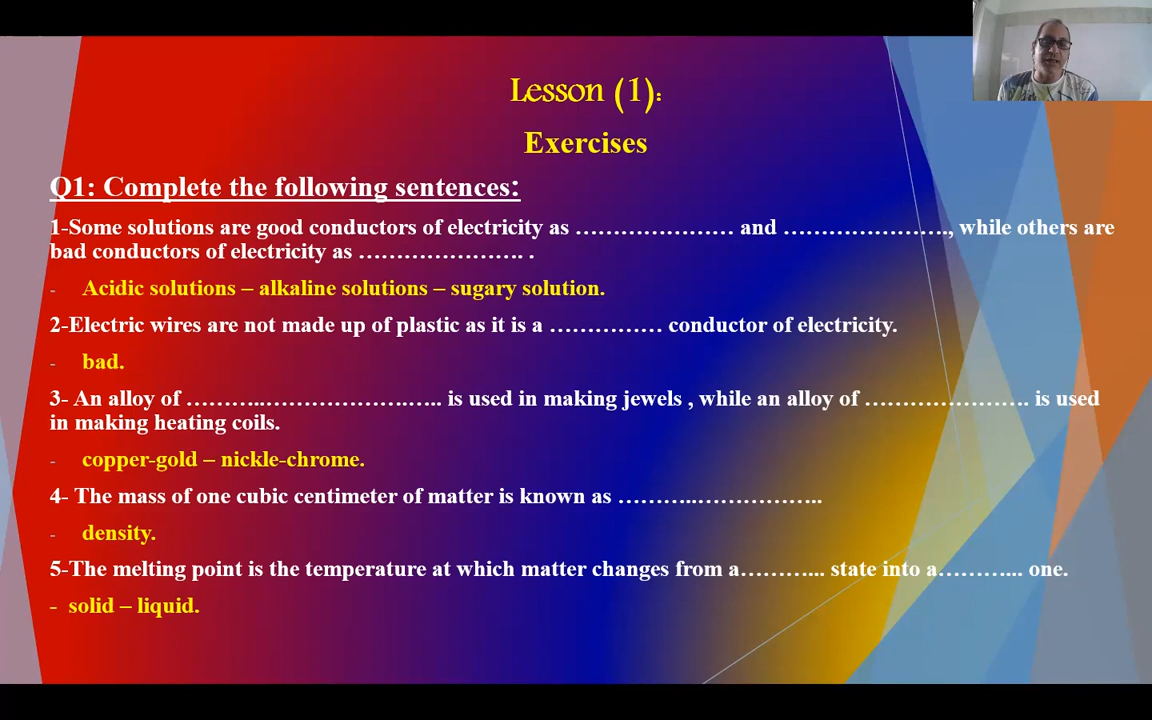 Lesson (1):
Exercises
Q1: Complete the following sentences:
1-Some solutions are good conductors of electricity as ………………… and …………………., while others are
bad conductors of electricity as …………………. .
- Acidic solutions – alkaline solutions – sugary solution.
2-Electric wires are not made up of plastic as it is a …………… conductor of electricity.
- bad.
3- An alloy of ………..……………….….. is used in making jewels , while an alloy of …………………. is used
in making heating coils.
- copper-gold – nickle-chrome.
4- The mass of one cubic centimeter of matter is known as ………..……………..
- density.
5-The melting point is the temperature at which matter changes from a………... state into a………... one.
- solid – liquid.